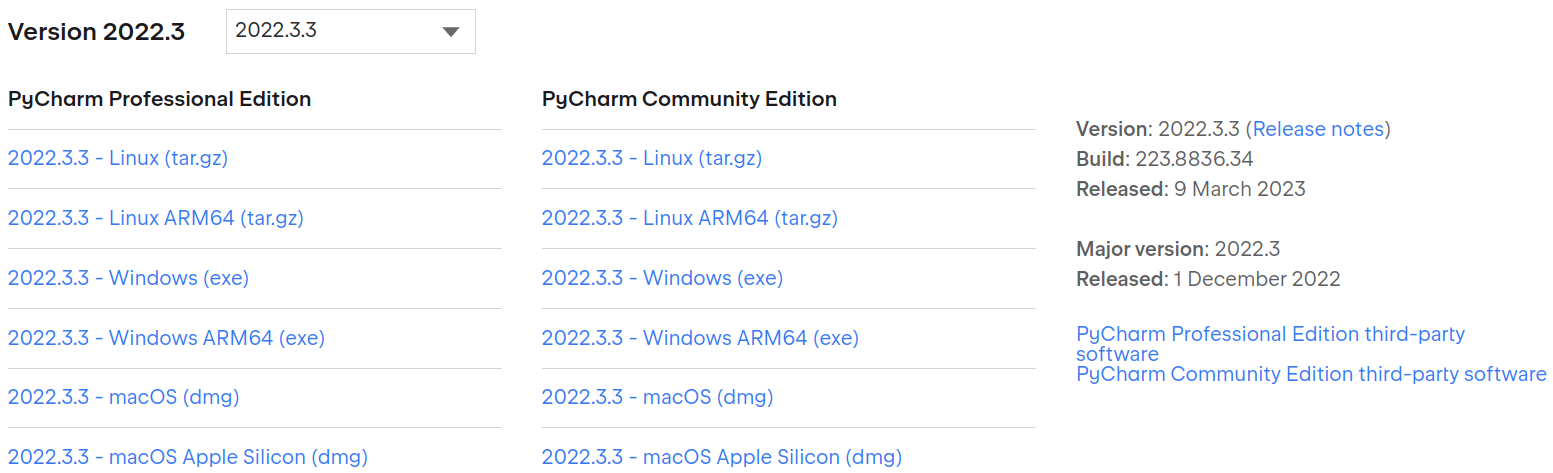 Version 2022.3
2022.3.3
PyCharm Professional Edition
2022.3.3 - Linux (tar.gz)
2022.3.3 - Linux ARM64 (tar.gz)
2022.3.3 - Windows (exe)
2022.3.3 - Windows ARM64 (exe)
2022.3.3 - macOS (dmg)
2022.3.3 - macOS Apple Silicon (dmg)
PyCharm Community Edition
2022.3.3 - Linux (tar.gz)
2022.3.3 - Linux ARM64 (tar.gz)
2022.3.3 - Windows (exe)
2022.3.3 - Windows ARM64 (exe)
2022.3.3 - macOS (dmg)
2022.3.3 - macOS Apple Silicon (dmg)
Version: 2022.3.3 (Release notes)
Build: 223.8836.34
Released: 9 March 2023
Major version: 2022.3
Released: 1 December 2022
PyCharm Professional Edition third-party
software
PyCharm Community Edition third-party software